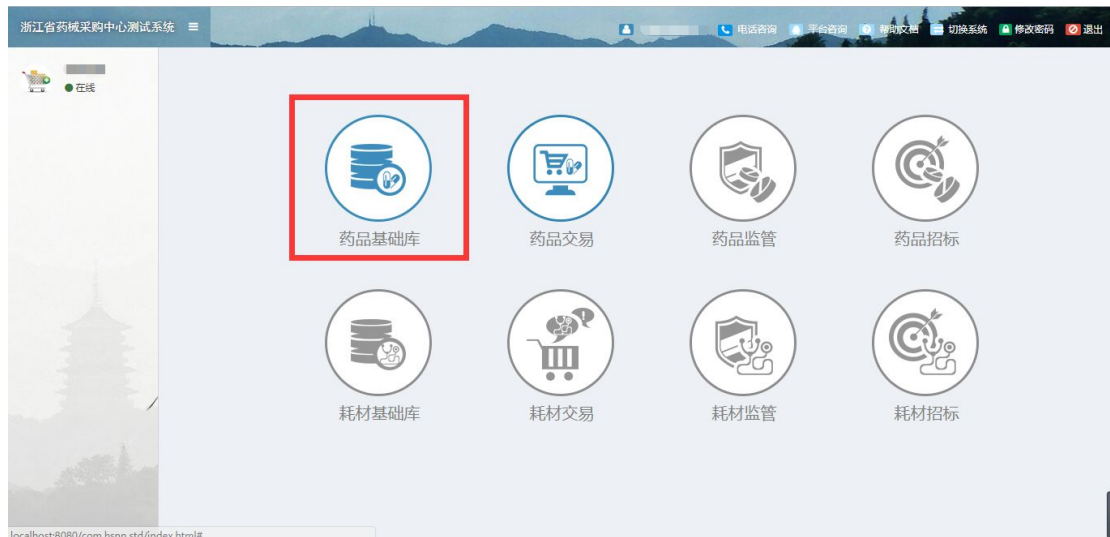 浙江省药械采购中心测试系统
电话咨询 平台咨询 帮助文档 切换系统 修改密码 退出
在线
药品基础库 药品交易 药品监管 药品招标
耗材基础库 耗材交易 耗材监管 耗材招标
localhost:8080/com.hsnn.std/index.html#